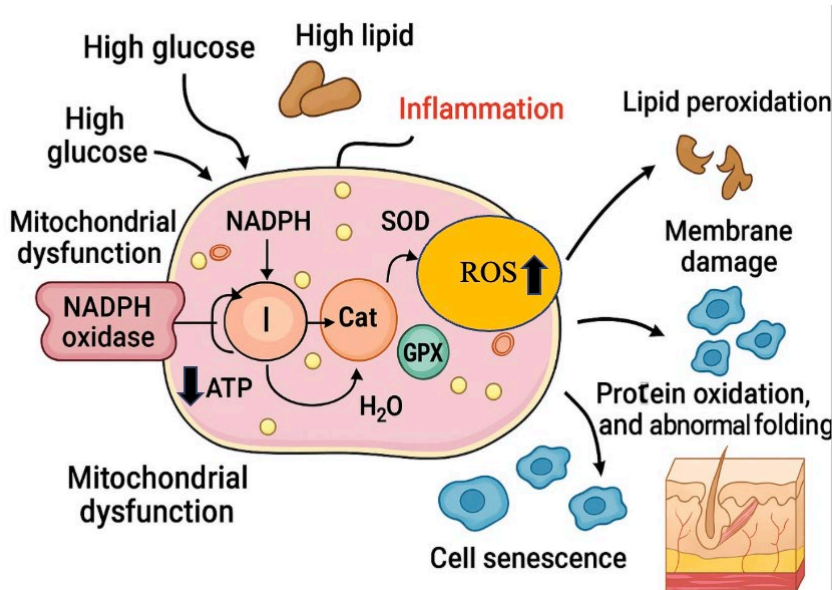 High glucose
High lipid
High
glucose
Inflammation
Lipid peroxidation
Mitochondrial
dysfunction
NADPH
SOD
ROS
Membrane
damage
NADPH
oxidase
I
Cat
GPX
ATP
H₂O
Protein oxidation,
and abnormal folding
Mitochondrial
dysfunction
Cell senescence